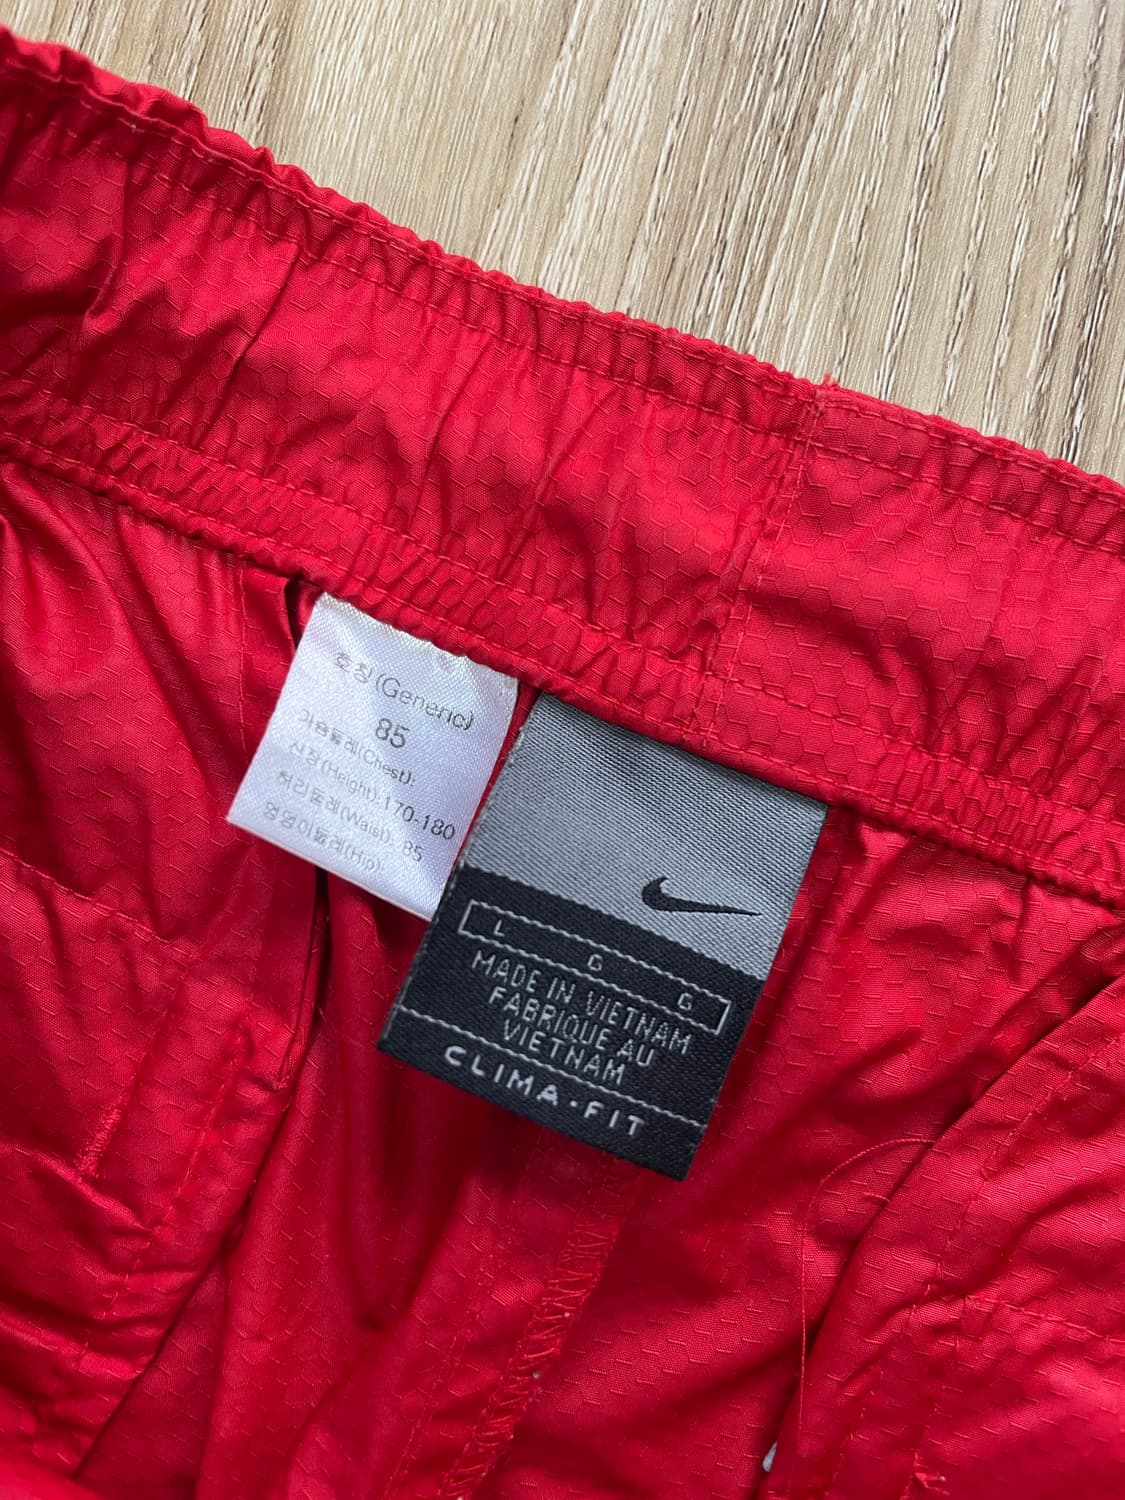 호칭(Generic)
85
가슴둘레(Chest):
신장(Height):170-180
허리둘레(Waist): 85
엉덩이둘레(Hip):
L G G
MADE IN VIETNAM
FABRIQUE AU
VIETNAM
CLIMA-FIT